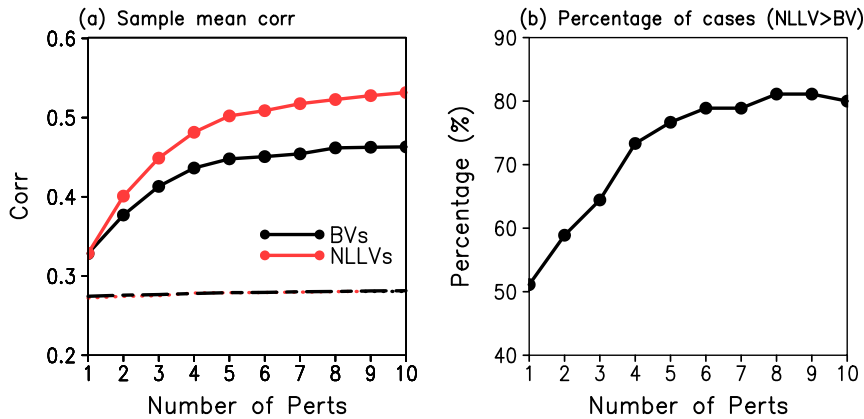 (a) Sample mean corr
0.6
0.5
0.4
0.3
0.2
Corr
BVs
NLLVs
1 2 3 4 5 6 7 8 9 10
Number of Perts
(b) Percentage of cases (NLLV>BV)
90
80
70
60
50
40
Percentage (%)
1 2 3 4 5 6 7 8 9 10
Number of Perts